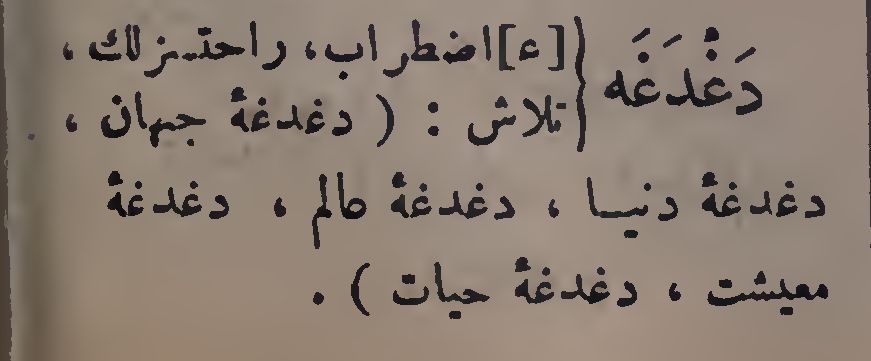 دَغْدَغَه } [ع] اضطراب، راحتسزلك ،
تلاش : ( دغدغهٔ جهان ،
دغدغهٔ دنيا ، دغدغهٔ عالم ، دغدغهٔ
معيشت ، دغدغهٔ حيات ) .